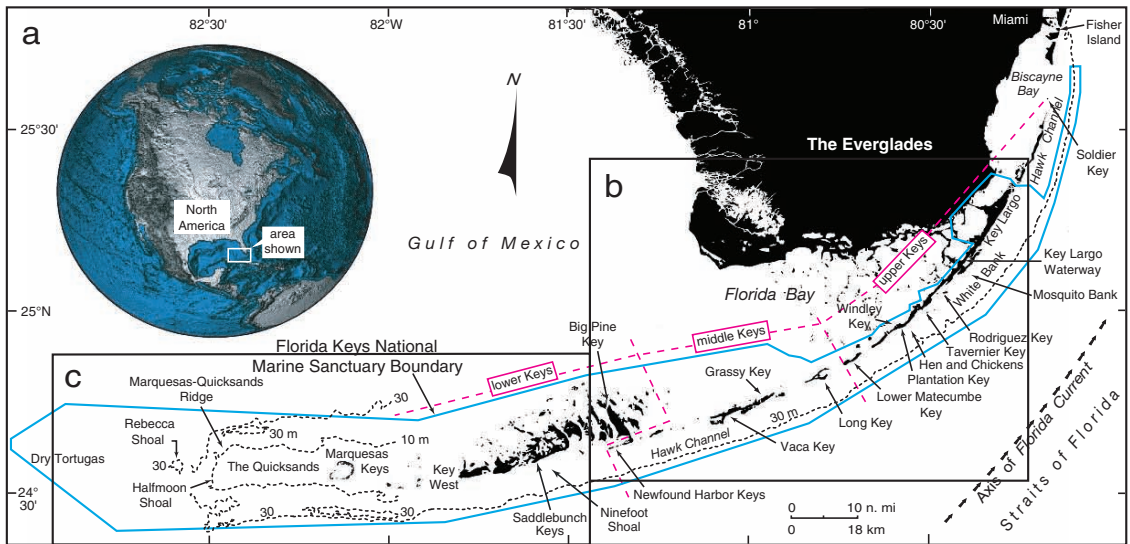 82°30'
82°W
81°30'
81°
80°30'
Miami
Fisher
Island
a
N
Biscayne
Bay
25°30'
Hawk Channel
The Everglades
Soldier
Key
b
North
America
area
shown
Gulf of Mexico
upper Keys
Key Largo
Key Largo
Waterway
White Bank
Mosquito Bank
Florida Bay
Windley
Key
25°N
Big Pine
Key
middle Keys
Rodriguez Key
Tavernier Key
Hen and Chickens
Plantation Key
Lower Matecumbe
Key
Florida Keys National
Marine Sanctuary Boundary
c
lower Keys
Marquesas-Quicksands
Ridge
30
Grassy Key
Long Key
30 m
Rebecca
Shoal
30 m
10 m
Hawk Channel
Vaca Key
Axis of Florida Current
Straits of Florida
Dry Tortugas
30
The Quicksands
Marquesas
Keys
Key
West
Halfmoon
Shoal
24°
30'
30
30
Newfound Harbor Keys
Saddlebunch
Keys
Ninefoot
Shoal
0 10 n. mi
0 18 km